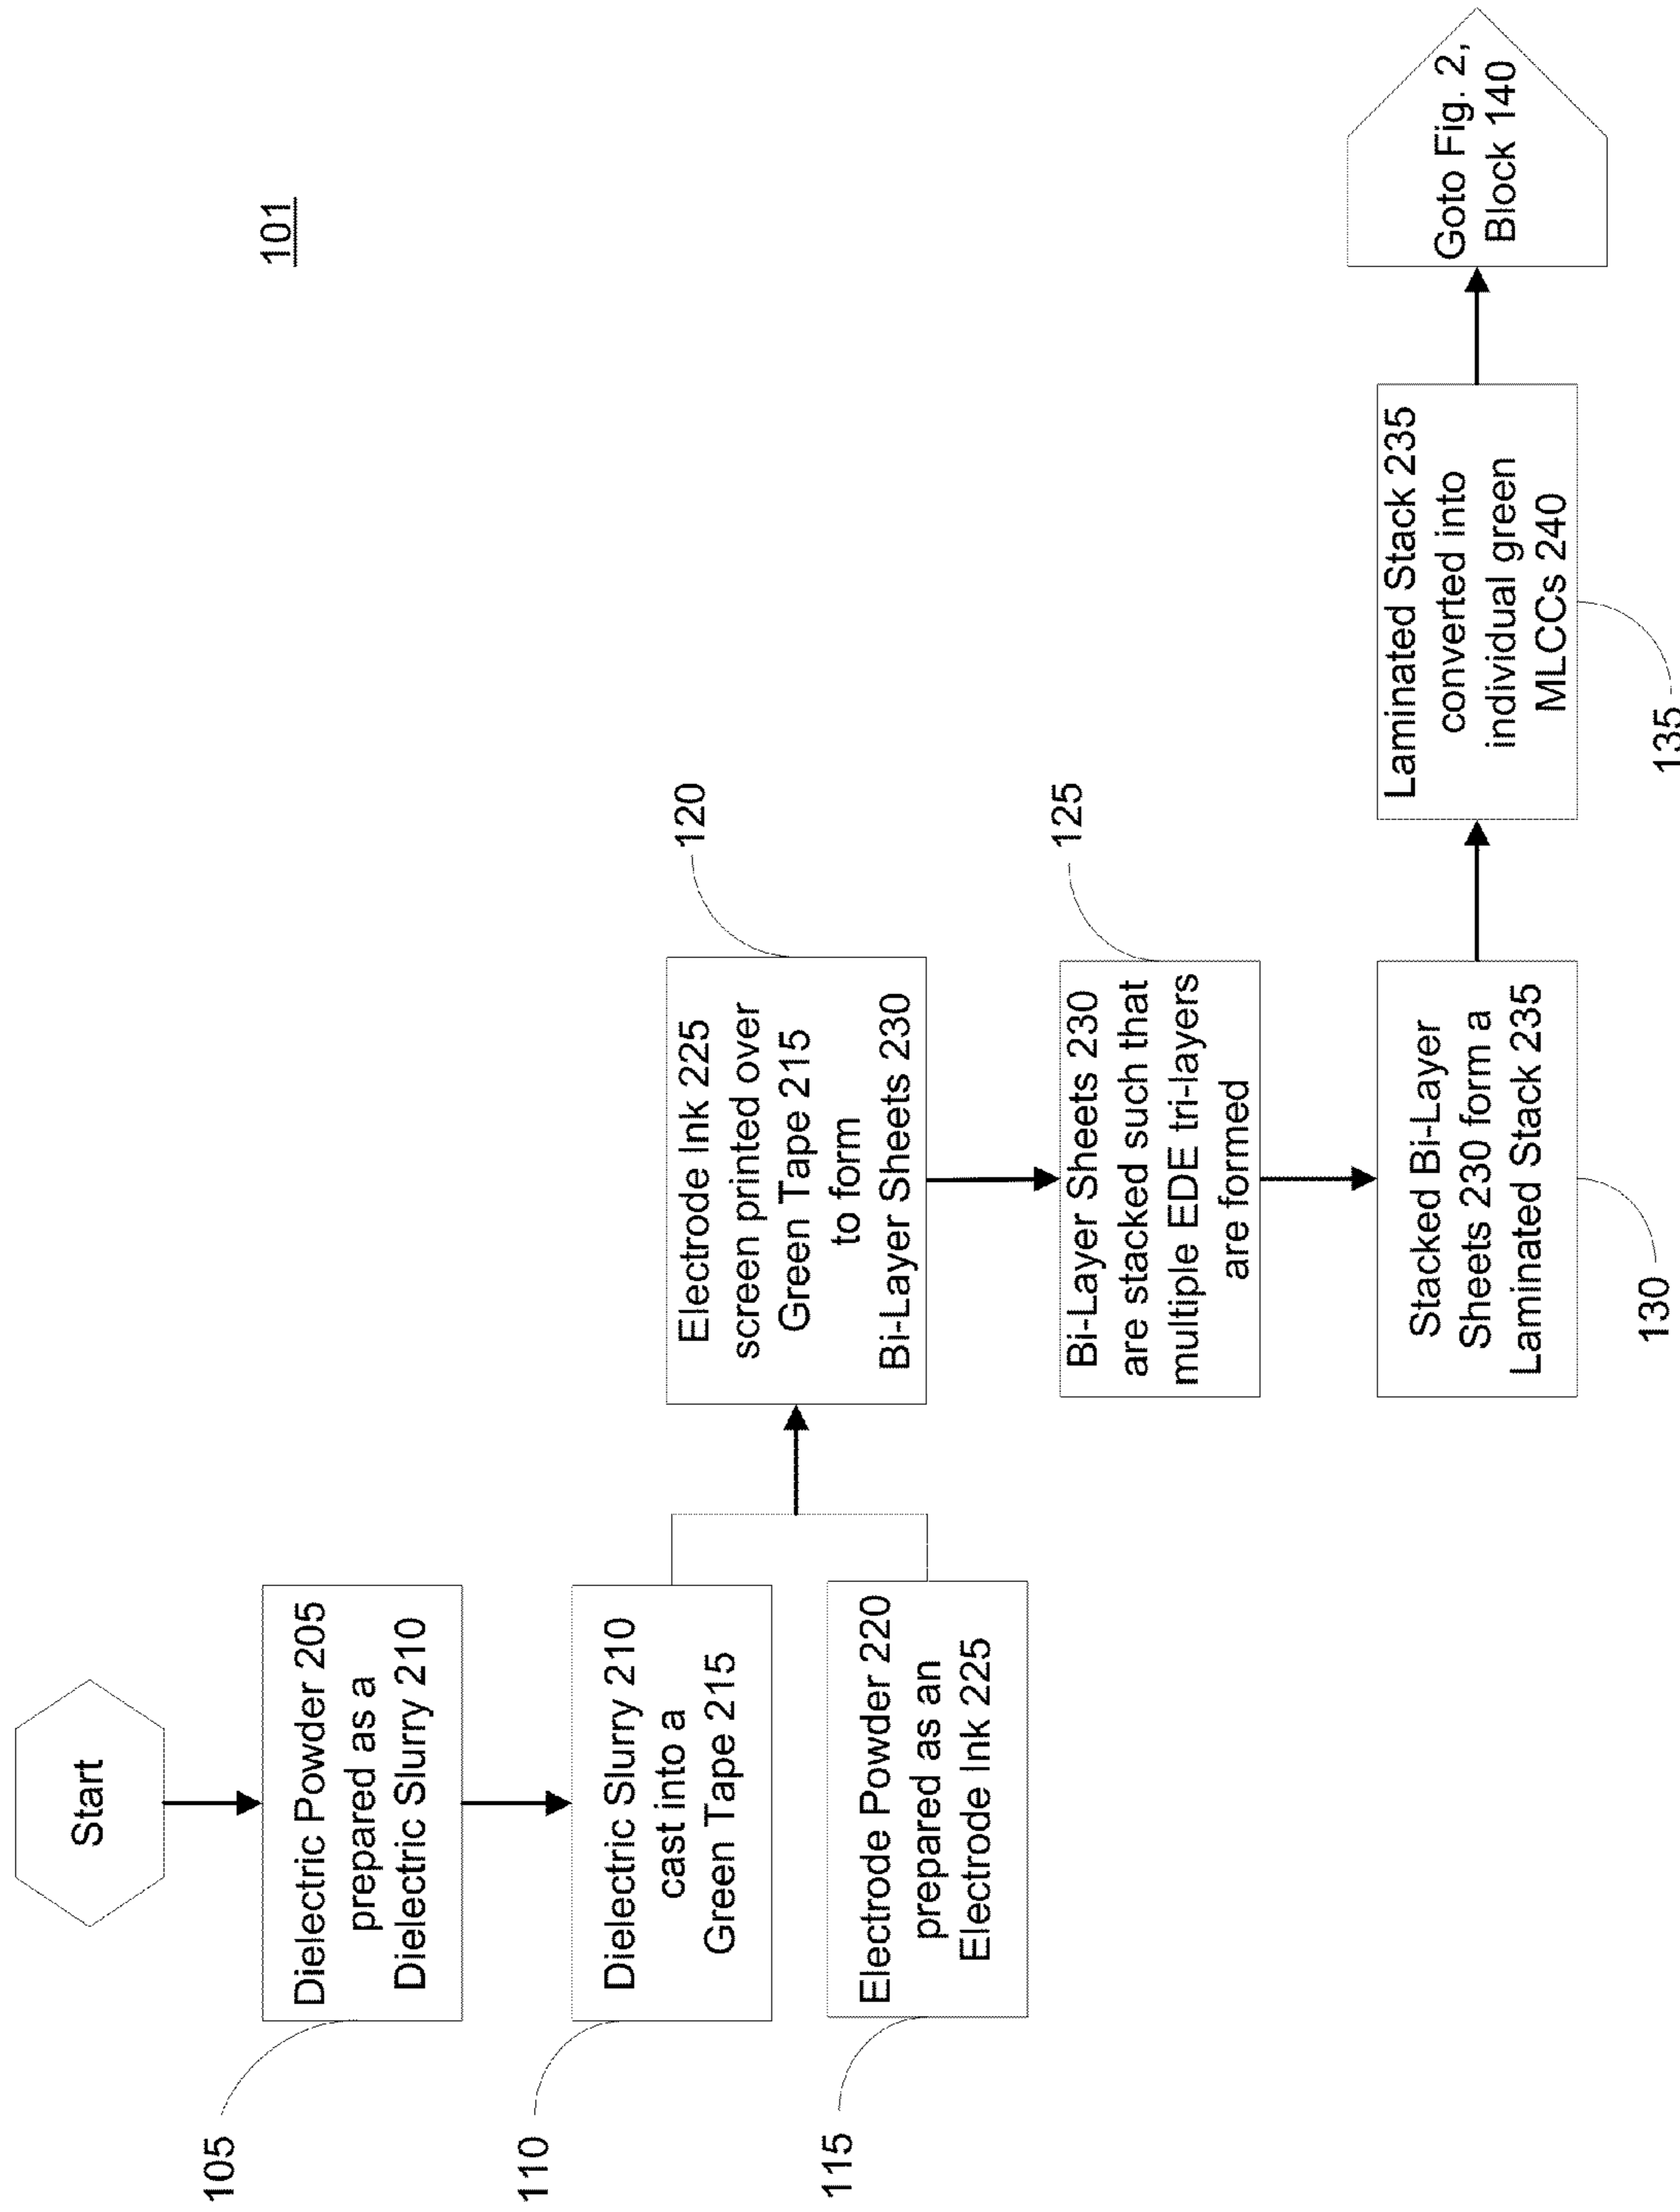 101
Start
Dielectric Powder 205
prepared as a
Dielectric Slurry 210
105
Dielectric Slurry 210
cast into a
Green Tape 215
110
Electrode Powder 220
prepared as an
Electrode Ink 225
115
Electrode Ink 225
screen printed over
Green Tape 215
to form
Bi-Layer Sheets 230
120
Bi-Layer Sheets 230
are stacked such that
multiple EDE tri-layers
are formed
125
Stacked Bi-Layer
Sheets 230 form a
Laminated Stack 235
130
Laminated Stack 235
converted into
individual green
MLCCs 240
135
Goto Fig. 2,
Block 140